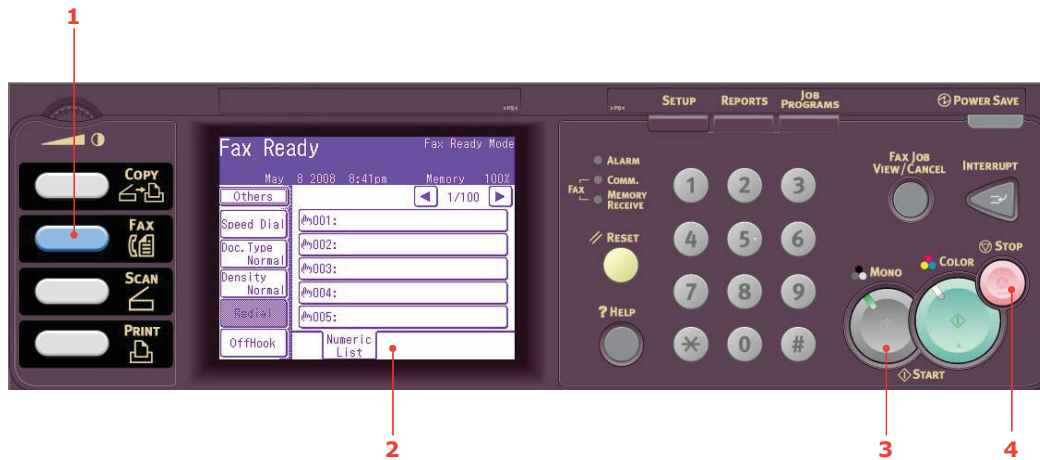 1
>PS<
>PS<
SETUP
REPORTS
JOB
PROGRAMS
POWER SAVE
COPY
FAX
SCAN
PRINT
Fax Ready
Fax Ready Mode
May 8 2008 8:41pm
Memory 100%
Others
1/100
Speed Dial
001:
Doc.Type
Normal
002:
003:
Density
Normal
004:
Redial
005:
OffHook
Numeric
List
ALARM
FAX
COMM.
MEMORY
RECEIVE
RESET
? HELP
1 2 3
4 5 6
7 8 9
* 0 #
FAX JOB
VIEW/CANCEL
INTERRUPT
STOP
MONO
COLOR
START
2
3
4